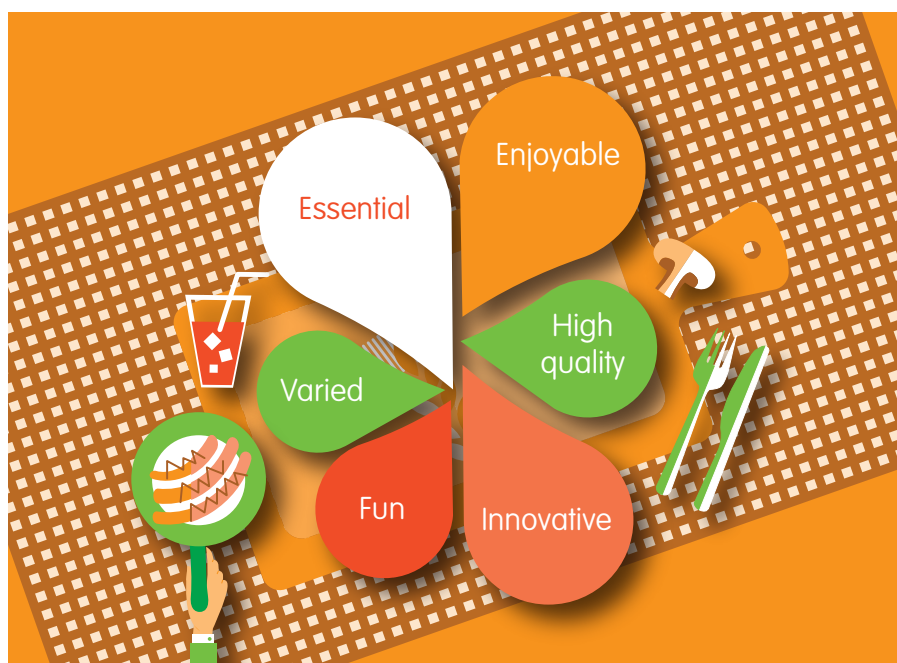 Essential
Enjoyable
Varied
High
quality
Fun
Innovative